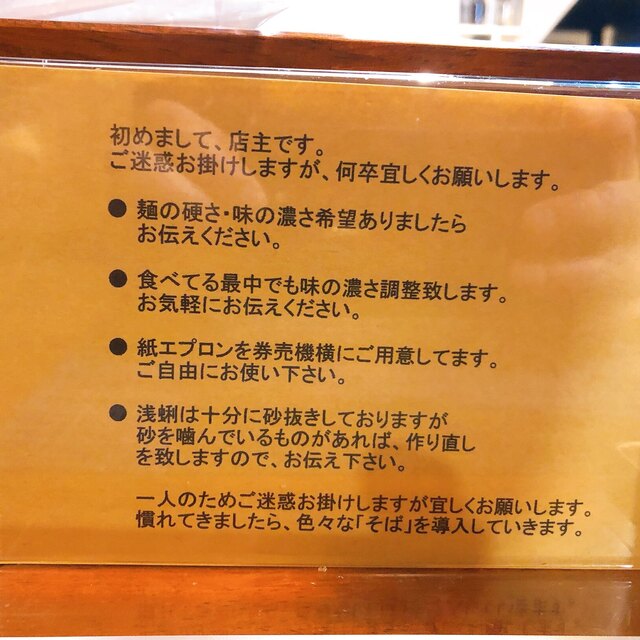 初めまして、店主です。
ご迷惑お掛けしますが、何卒宜しくお願いします。
● 麺の硬さ・味の濃さ希望ありましたら
お伝えください。
● 食べてる最中でも味の濃さ調整致します。
お気軽にお伝えください。
● 紙エプロンを券売機横にご用意してます。
ご自由にお使い下さい。
● 浅蜊は十分に砂抜きしておりますが
砂を噛んでいるものがあれば、作り直し
を致しますので、お伝え下さい。
一人のためご迷惑お掛けしますが宜しくお願いします。
慣れてきましたら、色々な「そば」を導入していきます。